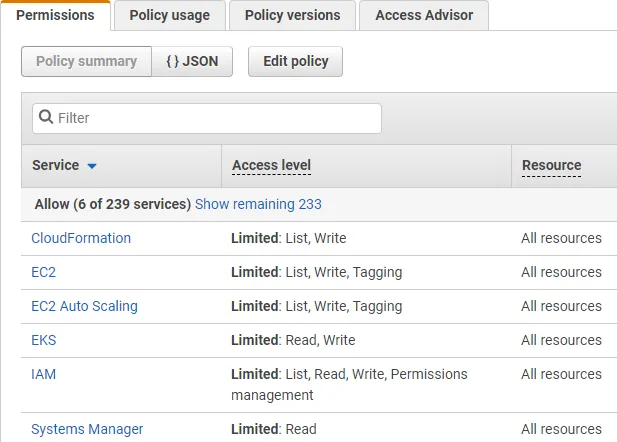 Permissions Policy usage Policy versions Access Advisor
Policy summary { } JSON Edit policy
Filter
Service Access level Resource
Allow (6 of 239 services) Show remaining 233
CloudFormation Limited: List, Write All resources
EC2 Limited: List, Write, Tagging All resources
EC2 Auto Scaling Limited: List, Write, Tagging All resources
EKS Limited: Read, Write All resources
IAM Limited: List, Read, Write, Permissions All resources
management
Systems Manager Limited: Read All resources